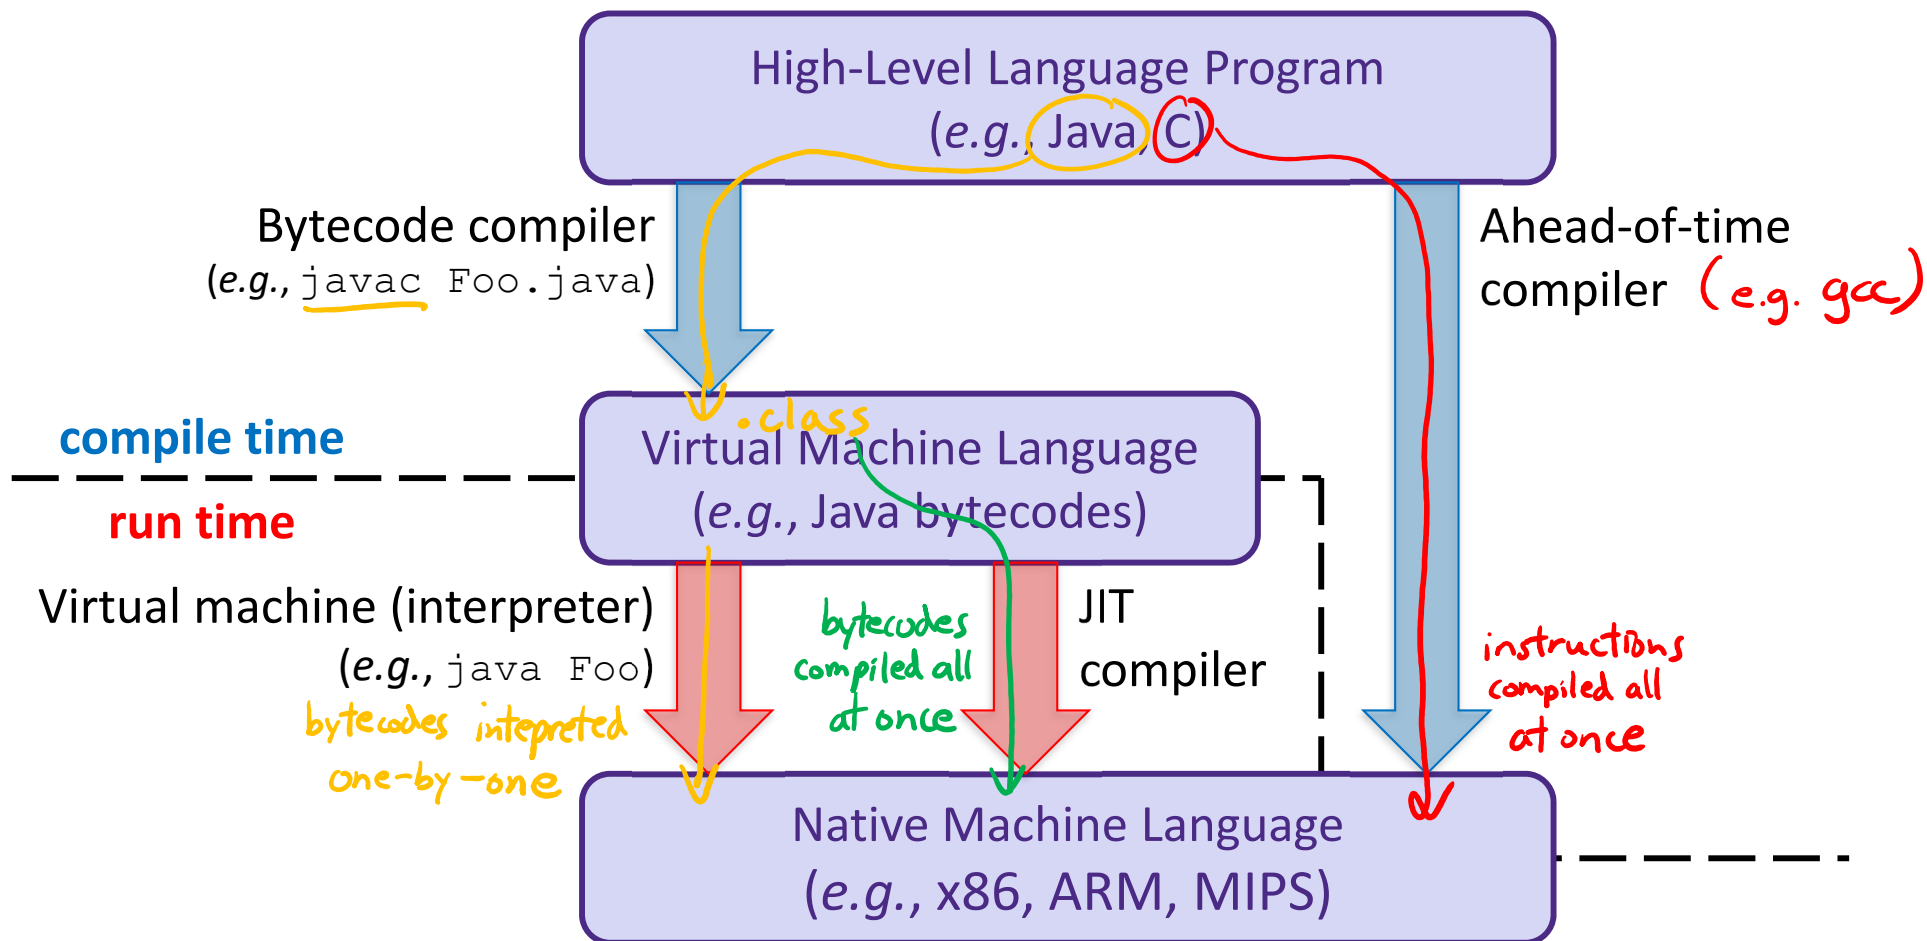 High-Level Language Program
(e.g., Java, C)
Bytecode compiler
(e.g., javac Foo.java)
Ahead-of-time
compiler (e.g. gcc)
.class
compile time
Virtual Machine Language
(e.g., Java bytecodes)
run time
Virtual machine (interpreter)
(e.g., java Foo)
bytecodes intepreted
one-by-one
bytecodes
compiled all
at once
JIT
compiler
instructions
compiled all
at once
Native Machine Language
(e.g., x86, ARM, MIPS)